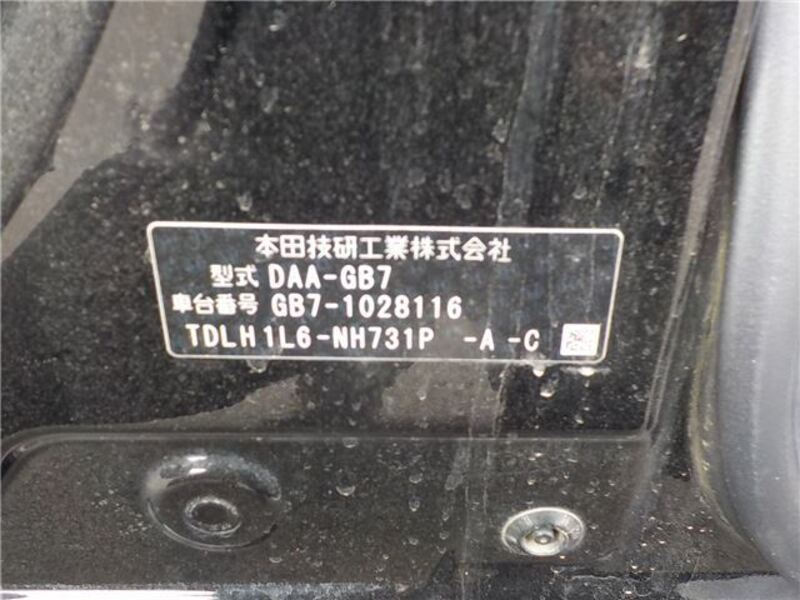 本田技研工業株式会社
型式 DAA-GB7
車台番号 GB7-1028116
TDLH1L6-NH731P -A -C